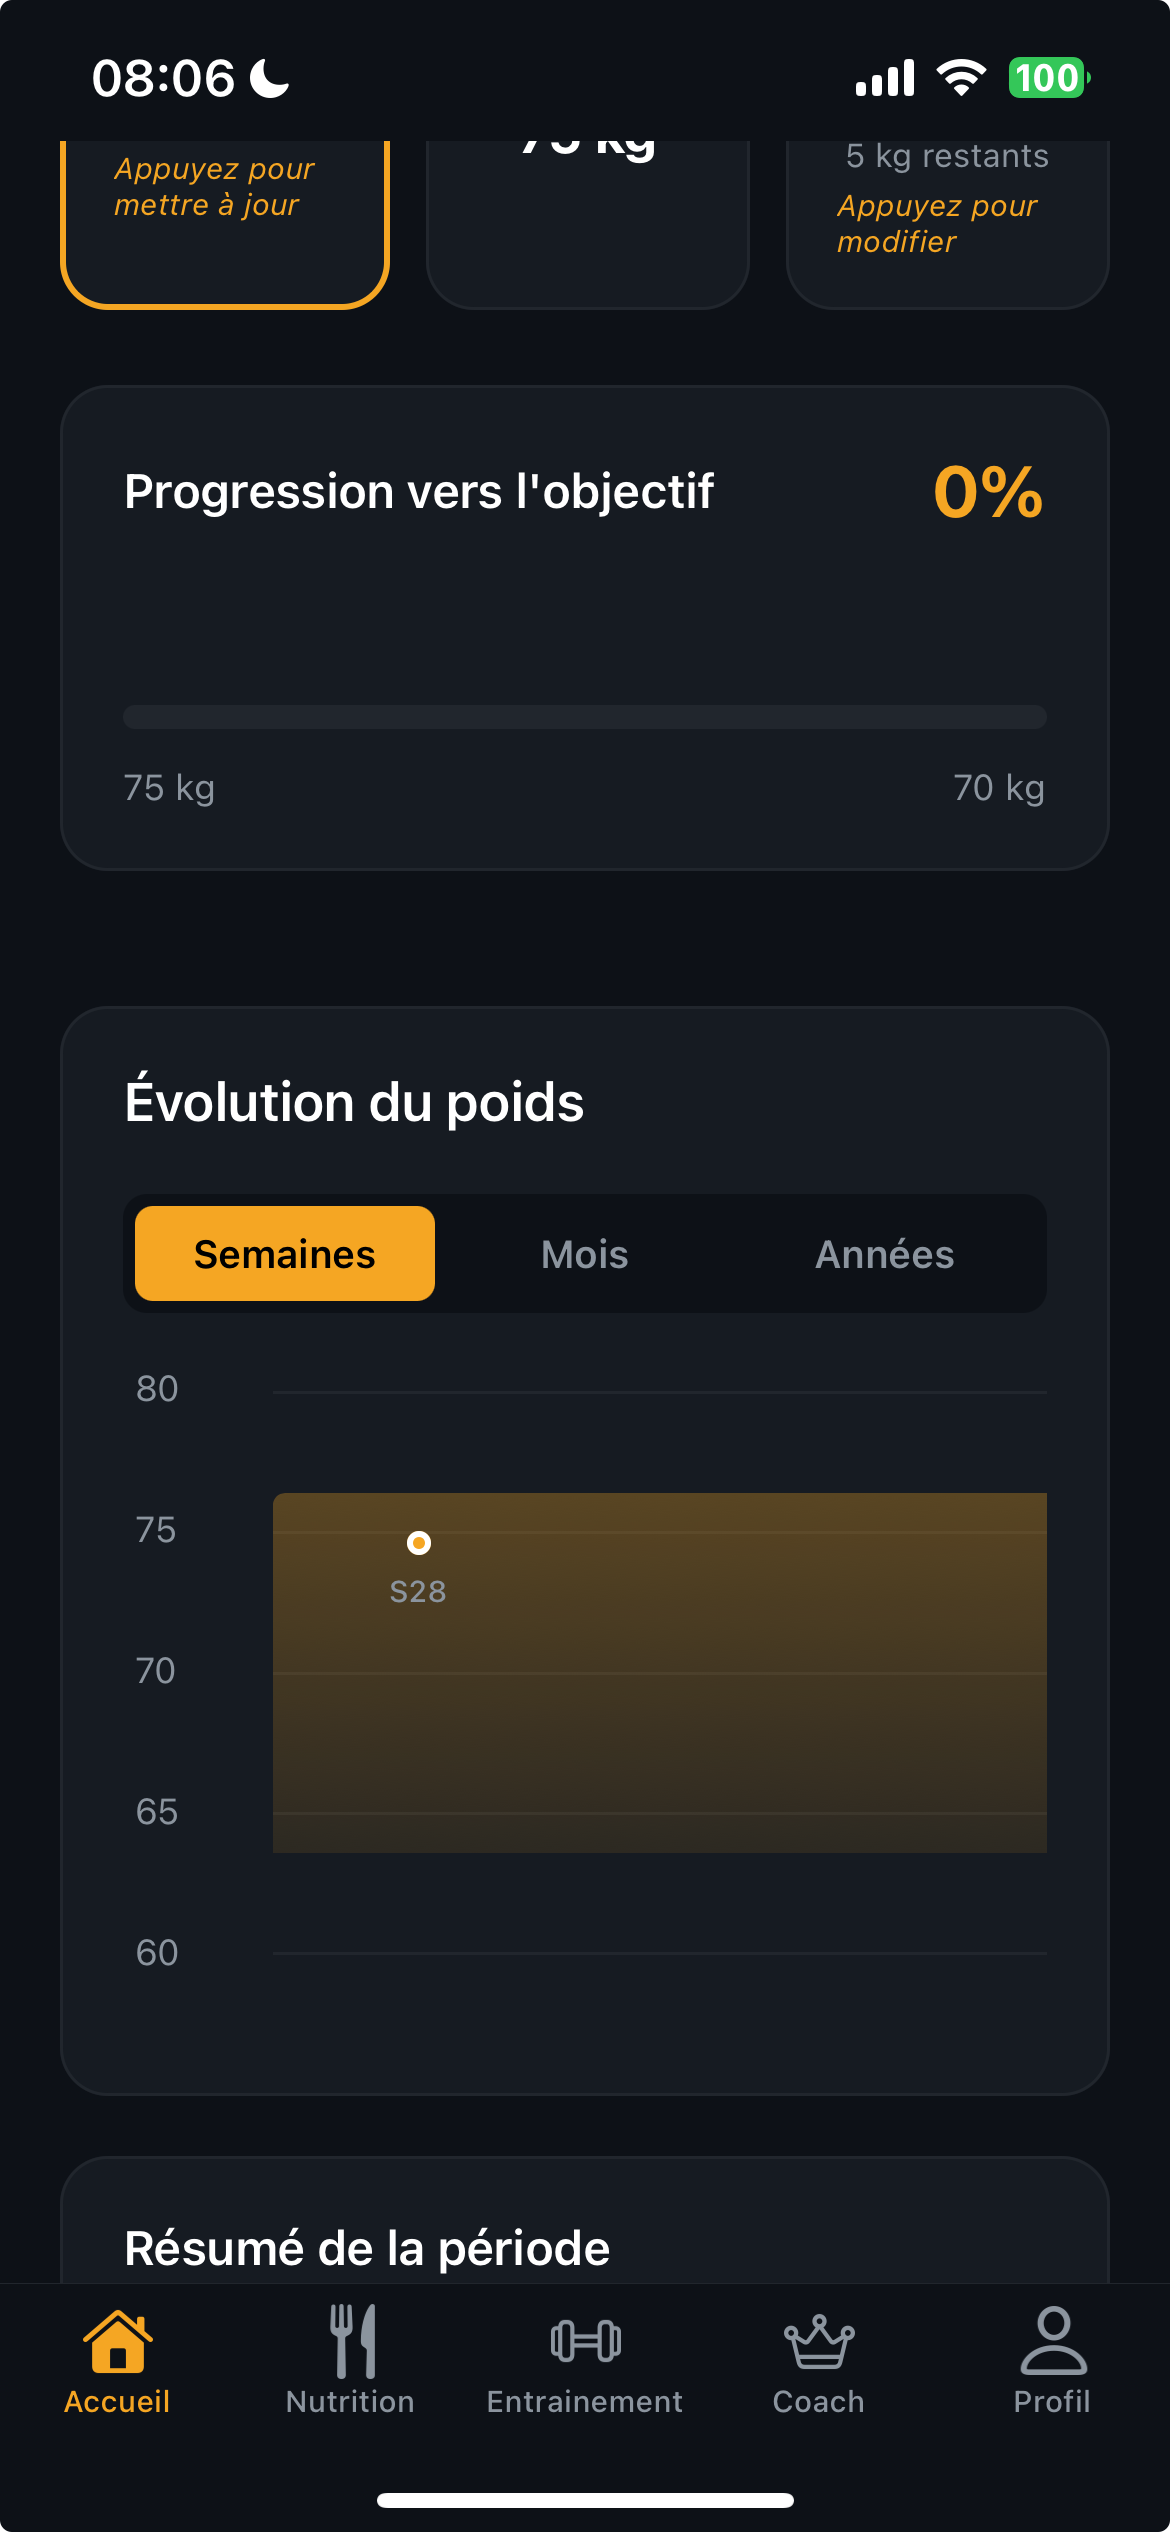 08:06
100
Appuyez pour
mettre à jour
75 kg
5 kg restants
Appuyez pour
modifier
Progression vers l'objectif
0%
75 kg
70 kg
Évolution du poids
Semaines
Mois
Années
80
75
S28
70
65
60
Résumé de la période
Accueil
Nutrition
Entrainement
Coach
Profil